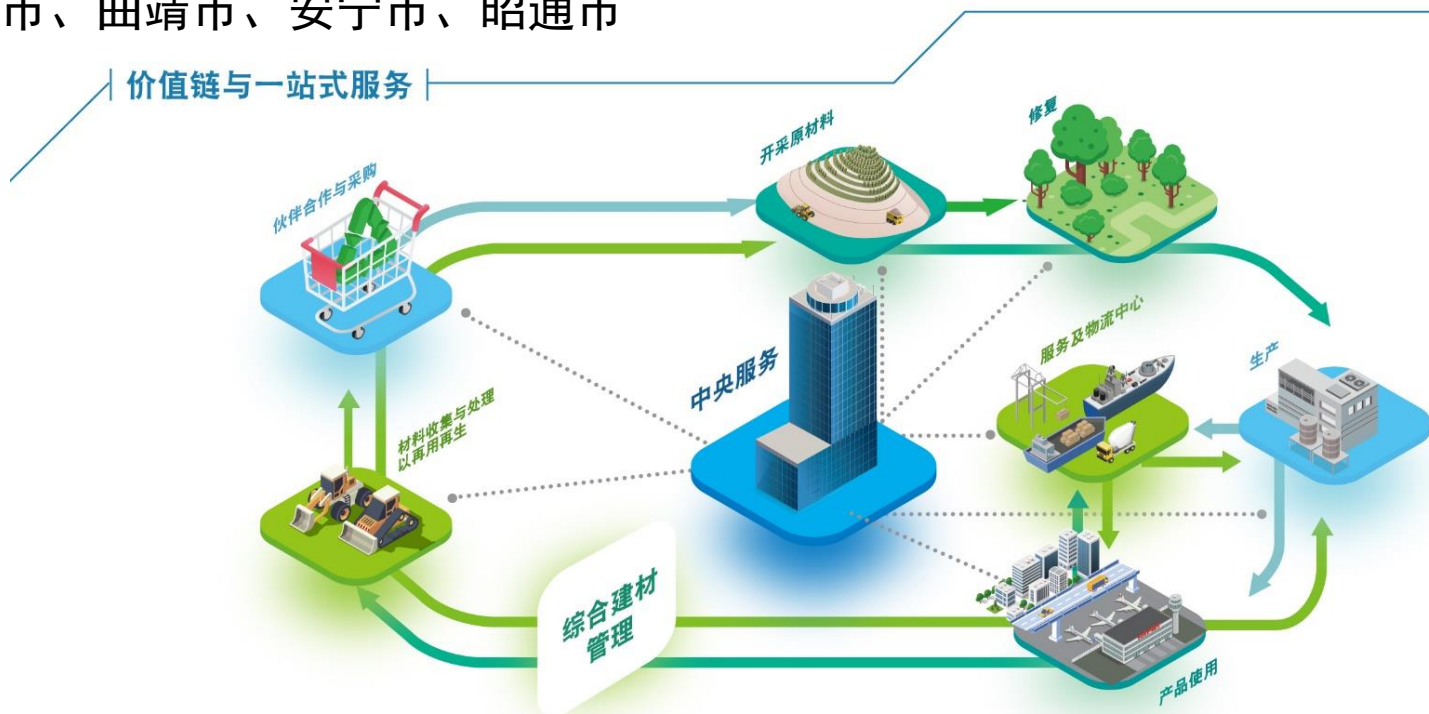 市、曲靖市、安宁市、昭通市
价值链与一站式服务
开采原材料
修复
伙伴合作与采购
服务及物流中心
生产
中央服务
材料收集与处理
以再用再生
综合建材
管理
产品使用